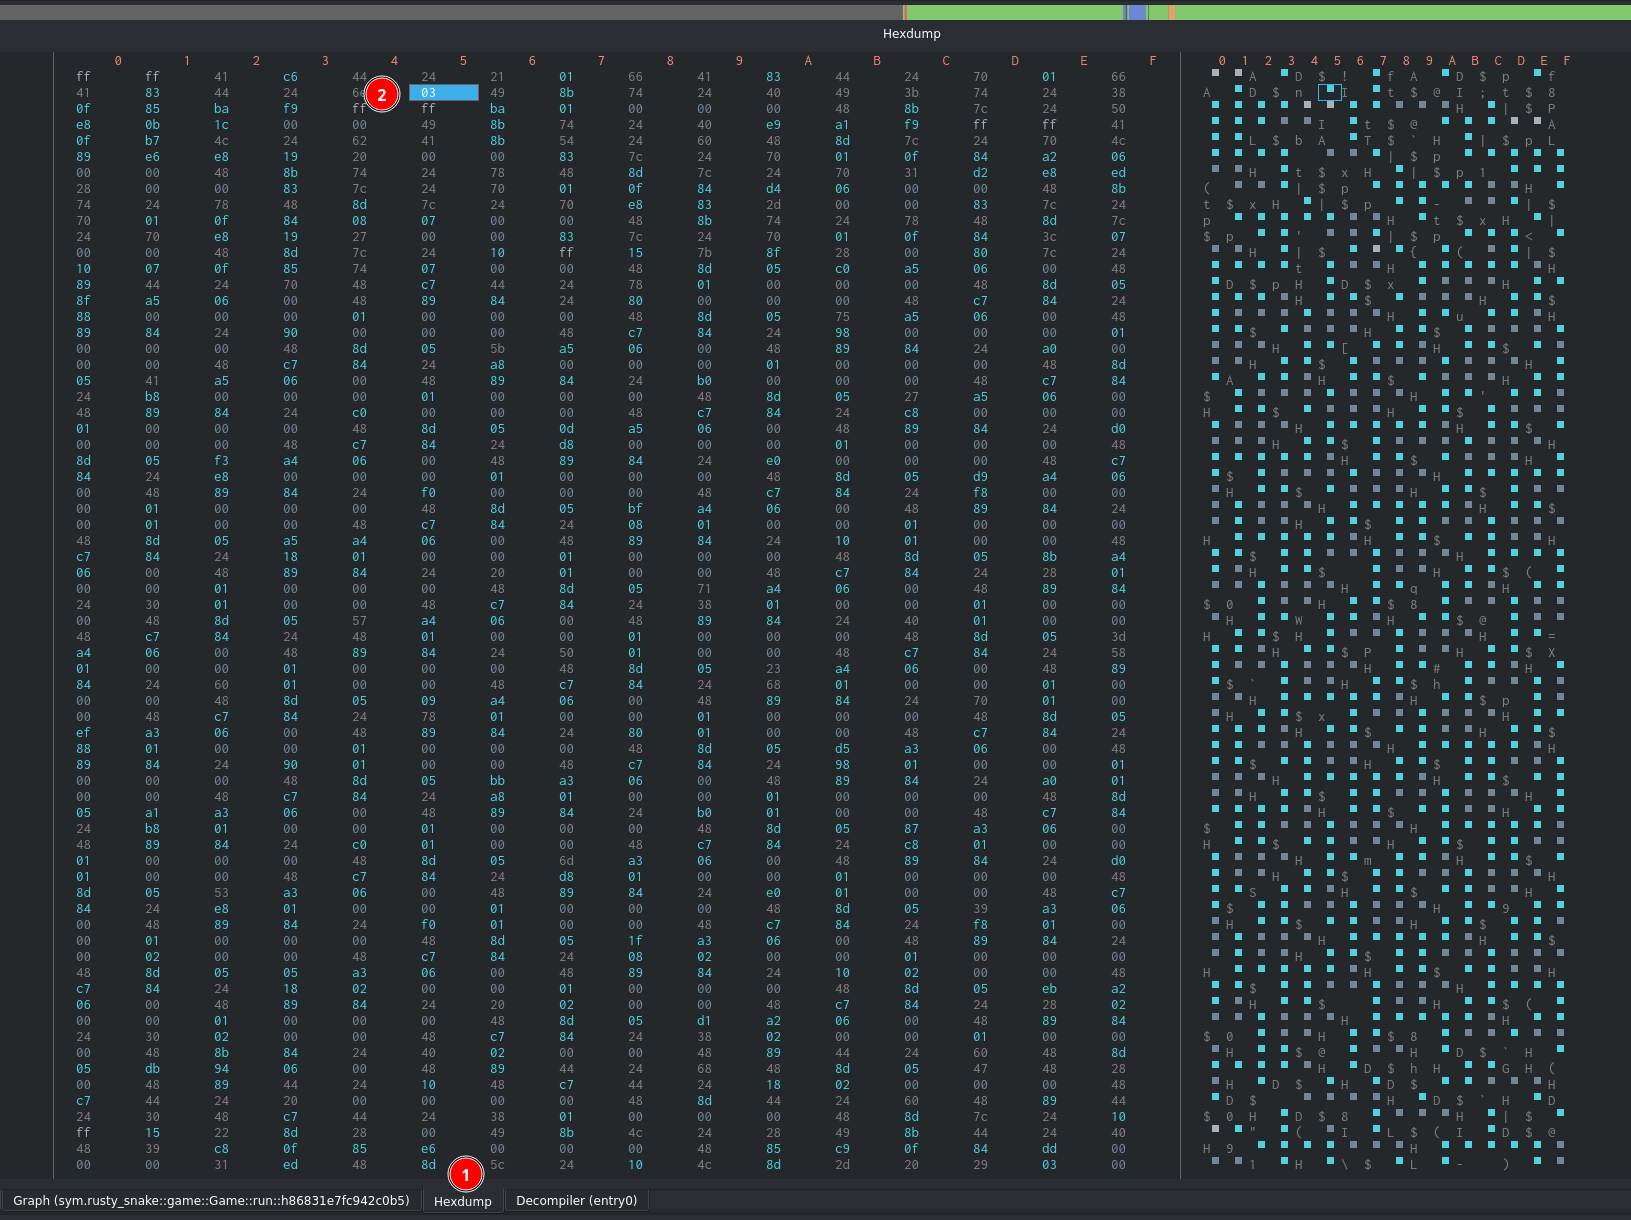 Hexdump
0 1 2 3 4 5 6 7 8 9 A B C D E F 0 1 2 3 4 5 6 7 8 9 A B C D E F
ff ff 41 c6 44 24 21 01 66 41 83 44 24 70 01 66 A D $ ! f A D $ p f
41 83 44 24 6e 03 49 8b 74 24 40 49 3b 74 24 38 A D $ n I t $ @ I ; t $ 8
0f 85 ba f9 ff ff ba 01 00 00 00 48 8b 7c 24 50 H | $ P
e8 0b 1c 00 00 49 8b 74 24 40 e9 a1 f9 ff ff 41 I t $ @ A
0f b7 4c 24 62 41 8b 54 24 60 48 8d 7c 24 70 4c L $ b A T $ ` H | $ p L
89 e6 e8 19 20 00 00 83 7c 24 70 01 0f 84 a2 06 | $ p
00 00 48 8b 74 24 78 48 8d 7c 24 70 31 d2 e8 ed H t $ x H | $ p 1
28 00 00 83 7c 24 70 01 0f 84 d4 06 00 00 48 8b ( | $ p H
74 24 78 48 8d 7c 24 70 e8 83 2d 00 00 83 7c 24 t $ x H | $ p - | $
70 01 0f 84 08 07 00 00 48 8b 74 24 78 48 8d 7c p H t $ x H |
24 70 e8 19 27 00 00 83 7c 24 70 01 0f 84 3c 07 $ p ' | $ p <
00 00 48 8d 7c 24 10 ff 15 7b 8f 28 00 80 7c 24 H | $ { ( | $
10 07 0f 85 74 07 00 00 48 8d 05 c0 a5 06 00 48 t H H
89 44 24 70 48 c7 44 24 78 01 00 00 00 48 8d 05 D $ p H D $ x H
8f a5 06 00 48 89 84 24 80 00 00 00 48 c7 84 24 H $ H $
88 00 00 00 01 00 00 00 48 8d 05 75 a5 06 00 48 H u H
89 84 24 90 00 00 00 48 c7 84 24 98 00 00 00 01 $ H $
00 00 00 48 8d 05 5b a5 06 00 48 89 84 24 a0 00 H [ H $
00 00 48 c7 84 24 a8 00 00 00 01 00 00 00 48 8d H $ H
05 41 a5 06 00 48 89 84 24 b0 00 00 00 48 c7 84 A H $ H
24 b8 00 00 00 01 00 00 00 48 8d 05 27 a5 06 00 $ H '
48 89 84 24 c0 00 00 00 48 c7 84 24 c8 00 00 00 H $ H $
01 00 00 00 48 8d 05 0d a5 06 00 48 89 84 24 d0 H H $
00 00 00 48 c7 84 24 d8 00 00 00 01 00 00 00 48 H $ H
8d 05 f3 a4 06 00 48 89 84 24 e0 00 00 00 48 c7 H $ H
84 24 e8 00 00 00 01 00 00 00 48 8d 05 d9 a4 06 $ H
00 48 89 84 24 f0 00 00 00 48 c7 84 24 f8 00 00 H $ H $
00 01 00 00 00 48 8d 05 bf a4 06 00 48 89 84 24 H H $
00 01 00 00 48 c7 84 24 08 01 00 00 01 00 00 00 H $
48 8d 05 a5 a4 06 00 48 89 84 24 10 01 00 00 48 H H $ H
c7 84 24 18 01 00 00 01 00 00 00 48 8d 05 8b a4 $ H
06 00 48 89 84 24 20 01 00 00 48 c7 84 24 28 01 H $ H $ (
00 00 01 00 00 00 48 8d 05 71 a4 06 00 48 89 84 H q H
24 30 01 00 00 48 c7 84 24 38 01 00 00 01 00 00 $ 0 H $ 8
00 48 8d 05 57 a4 06 00 48 89 84 24 40 01 00 00 H W H $ @
48 c7 84 24 48 01 00 00 01 00 00 00 48 8d 05 3d H $ H H =
a4 06 00 48 89 84 24 50 01 00 00 48 c7 84 24 58 H $ P H $ X
01 00 00 01 00 00 00 48 8d 05 23 a4 06 00 48 89 H # H
84 24 60 01 00 00 48 c7 84 24 68 01 00 00 01 00 $ ` H $ h
00 00 48 8d 05 09 a4 06 00 48 89 84 24 70 01 00 H H $ p
00 48 c7 84 24 78 01 00 00 01 00 00 00 48 8d 05 H $ x H
ef a3 06 00 48 89 84 24 80 01 00 00 48 c7 84 24 H $ H $
88 01 00 00 01 00 00 00 48 8d 05 d5 a3 06 00 48 H H
89 84 24 90 01 00 00 48 c7 84 24 98 01 00 00 01 $ H $
00 00 00 48 8d 05 bb a3 06 00 48 89 84 24 a0 01 H H $
00 00 48 c7 84 24 a8 01 00 00 01 00 00 00 48 8d H $ H
05 a1 a3 06 00 48 89 84 24 b0 01 00 00 48 c7 84 H $ H
24 b8 01 00 00 01 00 00 00 48 8d 05 87 a3 06 00 $ H
48 89 84 24 c0 01 00 00 48 c7 84 24 c8 01 00 00 H $ H $
01 00 00 00 48 8d 05 6d a3 06 00 48 89 84 24 d0 H m H $
01 00 00 48 c7 84 24 d8 01 00 00 01 00 00 00 48 H $ H
8d 05 53 a3 06 00 48 89 84 24 e0 01 00 00 48 c7 S H $ H
84 24 e8 01 00 00 01 00 00 00 48 8d 05 39 a3 06 $ H 9
00 48 89 84 24 f0 01 00 00 48 c7 84 24 f8 01 00 H $ H $
00 01 00 00 00 48 8d 05 1f a3 06 00 48 89 84 24 H H $
00 02 00 00 48 c7 84 24 08 02 00 00 01 00 00 00 H $
48 8d 05 05 a3 06 00 48 89 84 24 10 02 00 00 48 H H $ H
c7 84 24 18 02 00 00 01 00 00 00 48 8d 05 eb a2 $ H
06 00 48 89 84 24 20 02 00 00 48 c7 84 24 28 02 H $ H $ (
00 00 01 00 00 00 48 8d 05 d1 a2 06 00 48 89 84 H H
24 30 02 00 00 48 c7 84 24 38 02 00 00 01 00 00 $ 0 H $ 8
00 48 8b 84 24 40 02 00 00 48 89 44 24 60 48 8d H $ @ H D $ ` H
05 db 94 06 00 48 89 44 24 68 48 8d 05 47 48 28 H D $ h H G H (
00 48 89 44 24 10 48 c7 44 24 18 02 00 00 00 48 H D $ H D $ H
c7 44 24 20 00 00 00 00 48 8d 44 24 60 48 89 44 D $ H D $ ` H D
24 30 48 c7 44 24 38 01 00 00 00 48 8d 7c 24 10 $ 0 H D $ 8 H | $
ff 15 22 8d 28 00 49 8b 4c 24 28 49 8b 44 24 40 " ( I L $ ( I D $ @
48 39 c8 0f 85 e6 00 00 00 48 85 c9 0f 84 dd 00 H 9 H
00 00 31 ed 48 8d 5c 24 10 4c 8d 2d 20 29 03 00 1 H \ $ L - )
2
1
Graph (sym.rusty_snake::game::Game::run::h86831e7fc942c0b5) Hexdump Decompiler (entry0)